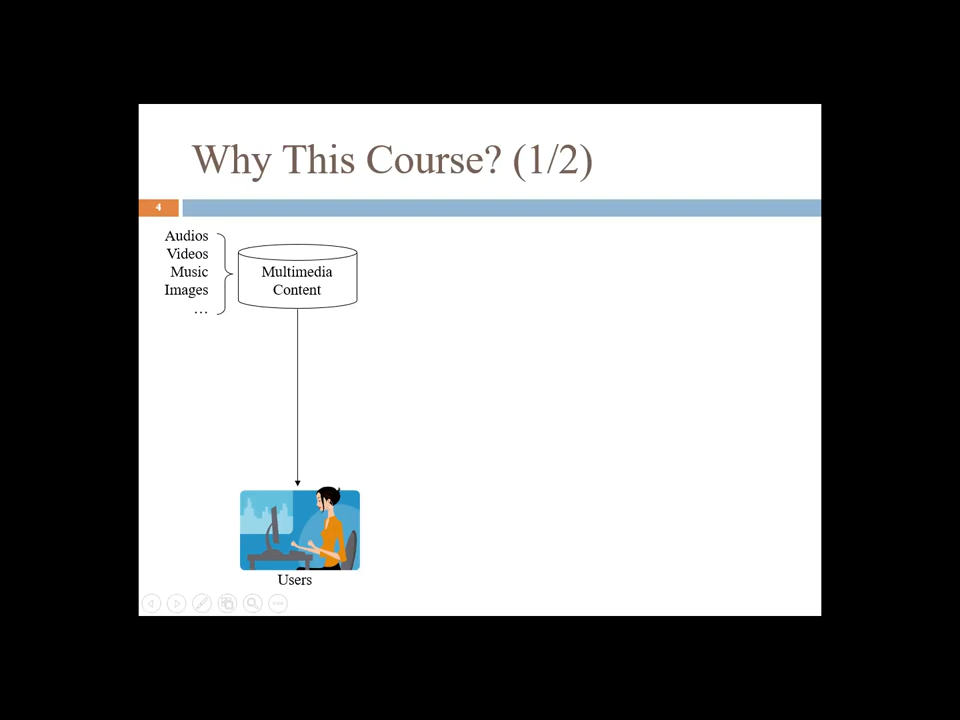 Why This Course? (1/2)
4
Audios
Videos
Music
Images
…
Multimedia
Content
Users